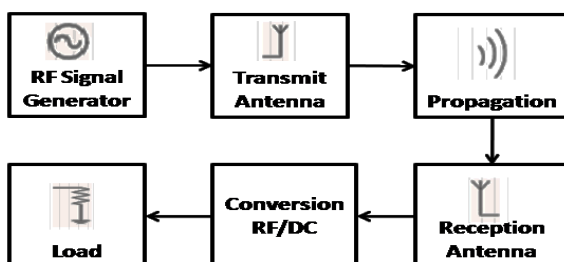 RF Signal
Generator
Transmit
Antenna
Propagation
Load
Conversion
RF/DC
Reception
Antenna